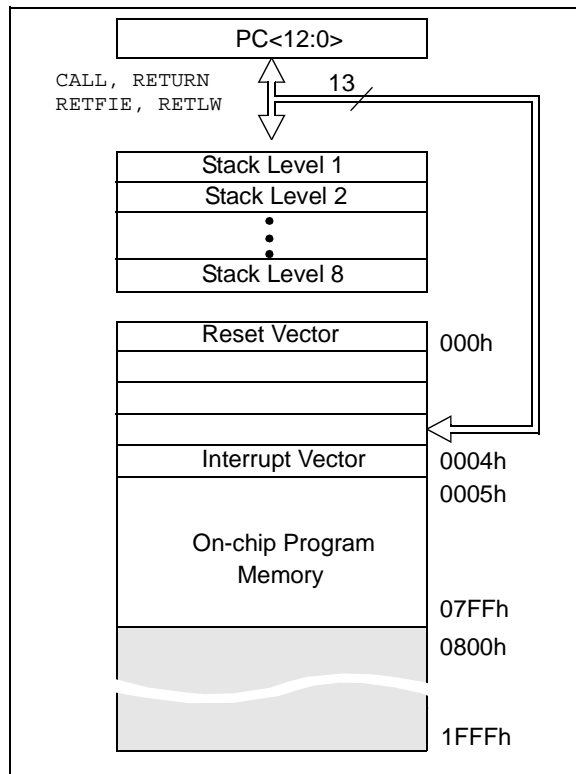 PC<12:0>
CALL, RETURN
RETFIE, RETLW
13
Stack Level 1
Stack Level 2
Stack Level 8
Reset Vector
000h
Interrupt Vector
0004h
0005h
On-chip Program
Memory
07FFh
0800h
1FFFh